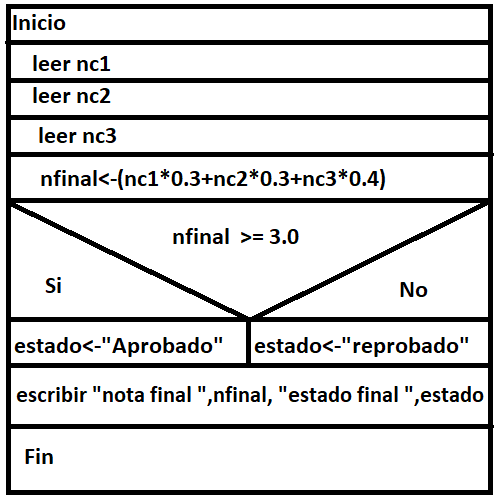 Inicio
leer nc1
leer nc2
leer nc3
nfinal<-(nc1*0.3+nc2*0.3+nc3*0.4)
nfinal >= 3.0
Si
No
estado<-"Aprobado"
estado<-"reprobado"
escribir "nota final ",nfinal, "estado final ",estado
Fin